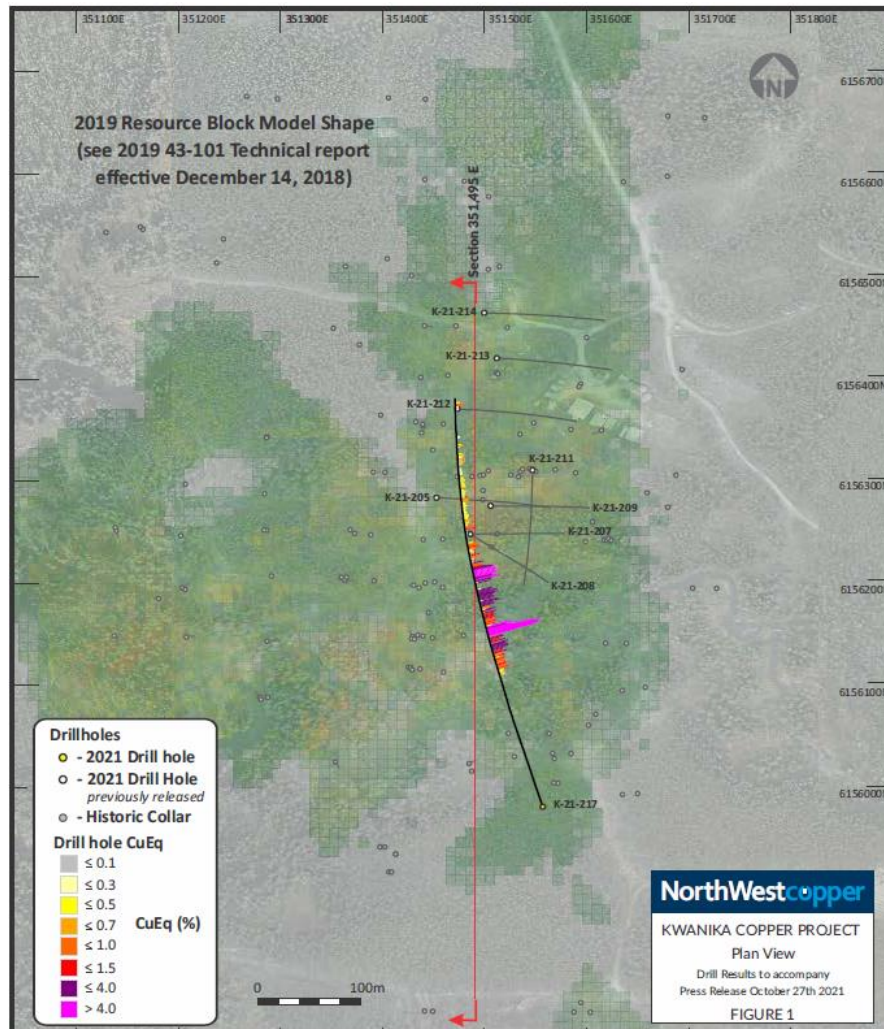 351100E 351200E 351300E 351400E 351500E 351600E 351700E 351800E
6156700
2019 Resource Block Model Shape
(see 2019 43-101 Technical report
effective December 14, 2018)
N
6156600
Section 351,495 E
6156500N
K-21-214
K-21-213
6156400N
K-21-212
K-21-211
6156300N
K-21-205
K-21-209
K-21-207
K-21-208
6156200N
6156100N
6156000N
K-21-217
Drillholes
- 2021 Drill hole
- 2021 Drill Hole
previously released
- Historic Collar
Drill hole CuEq
≤ 0.1
≤ 0.3
≤ 0.5
≤ 0.7
CuEq (%)
≤ 1.0
≤ 1.5
≤ 4.0
> 4.0
0 100m
NorthWestcopper
KWANIKA COPPER PROJECT
Plan View
Drill Results to accompany
Press Release October 27th 2021
FIGURE 1